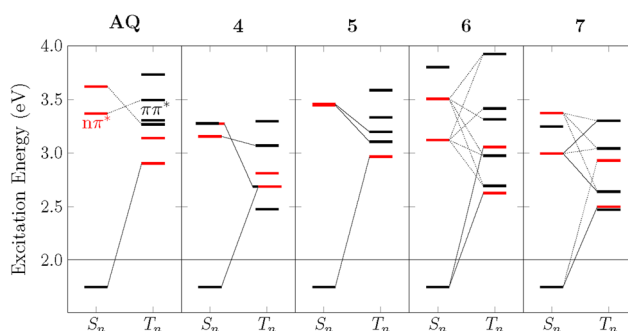 AQ 4 5 6 7
Excitation Energy (eV)
4.0
3.5
3.0
2.5
2.0
nπ*
ππ*
Sₙ Tₙ Sₙ Tₙ Sₙ Tₙ Sₙ Tₙ Sₙ Tₙ